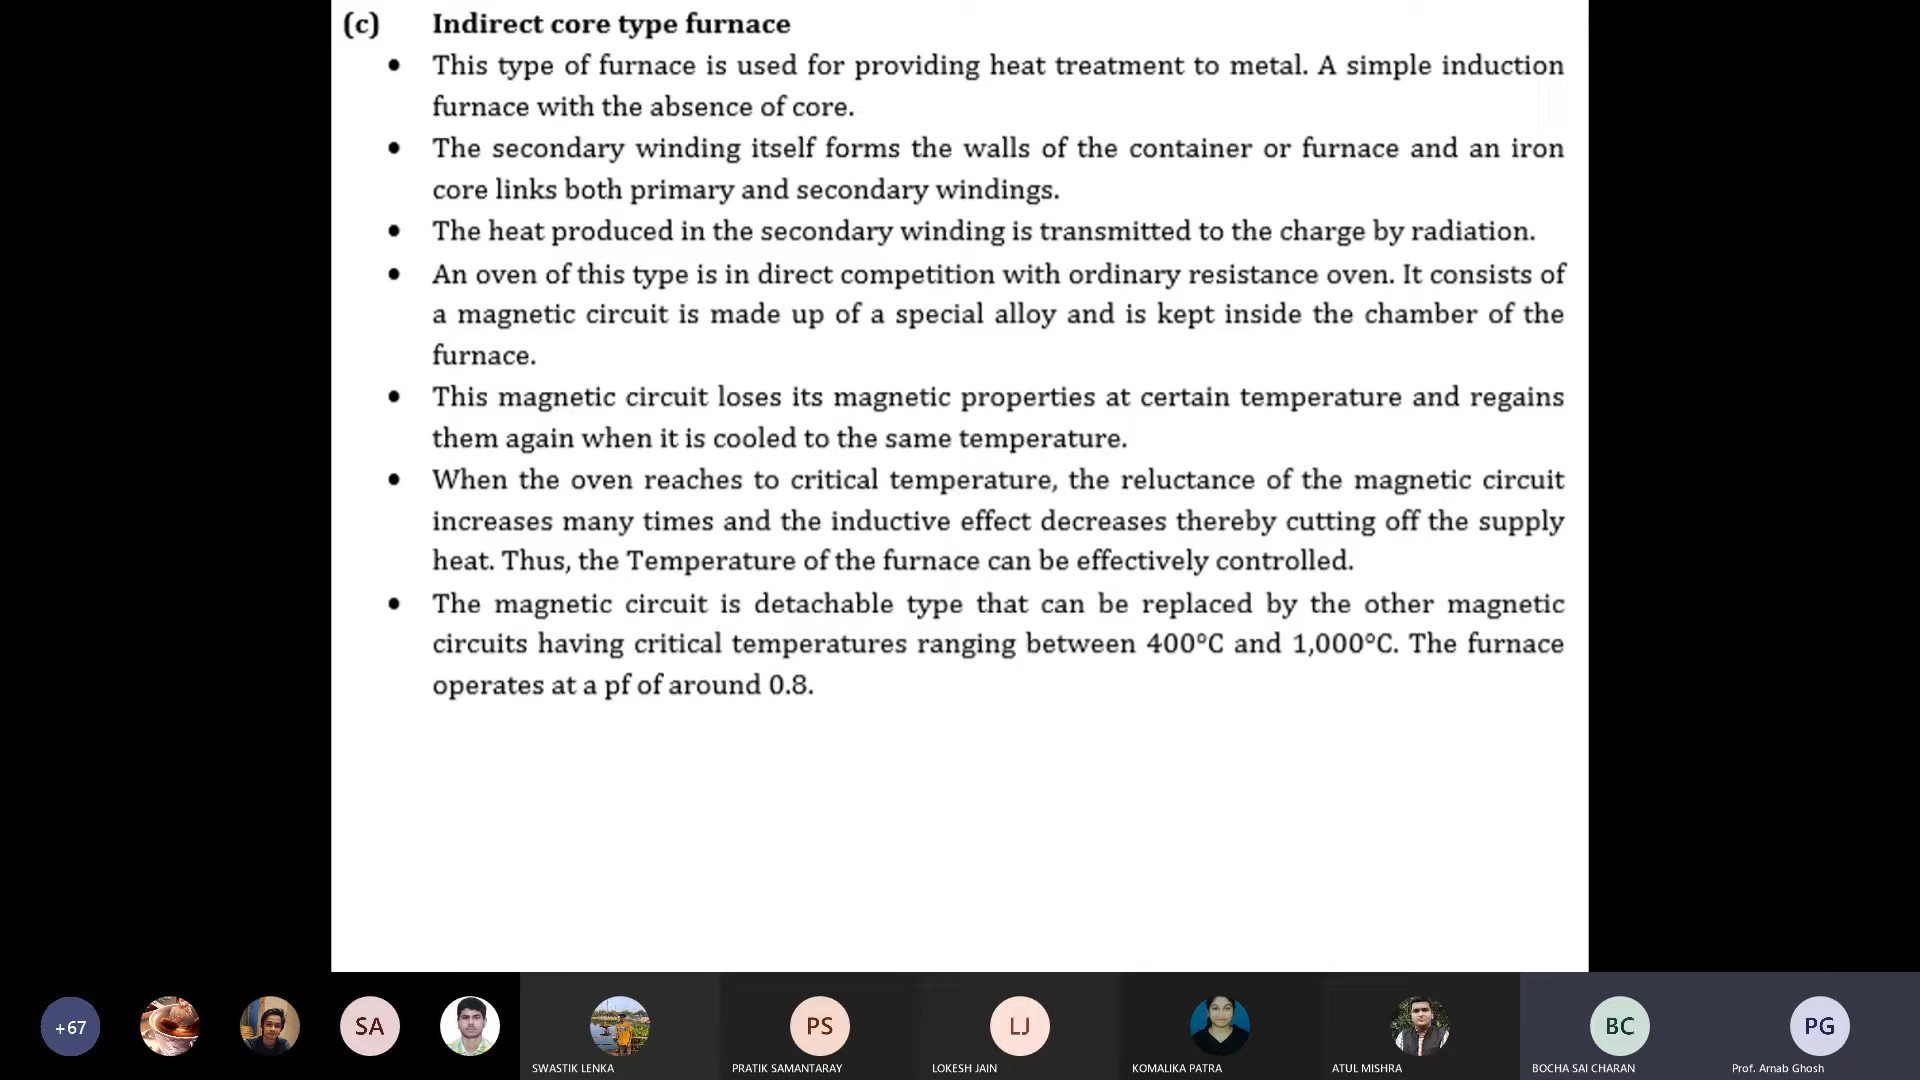 (c) Indirect core type furnace
• This type of furnace is used for providing heat treatment to metal. A simple induction
furnace with the absence of core.
• The secondary winding itself forms the walls of the container or furnace and an iron
core links both primary and secondary windings.
• The heat produced in the secondary winding is transmitted to the charge by radiation.
• An oven of this type is in direct competition with ordinary resistance oven. It consists of
a magnetic circuit is made up of a special alloy and is kept inside the chamber of the
furnace.
• This magnetic circuit loses its magnetic properties at certain temperature and regains
them again when it is cooled to the same temperature.
• When the oven reaches to critical temperature, the reluctance of the magnetic circuit
increases many times and the inductive effect decreases thereby cutting off the supply
heat. Thus, the Temperature of the furnace can be effectively controlled.
• The magnetic circuit is detachable type that can be replaced by the other magnetic
circuits having critical temperatures ranging between 400°C and 1,000°C. The furnace
operates at a pf of around 0.8.
+67 SA PS LJ BC PG
SWASTIK LENKA PRATIK SAMANTARAY LOKESH JAIN KOMALIKA PATRA ATUL MISHRA BOCHA SAI CHARAN Prof. Arnab Ghosh